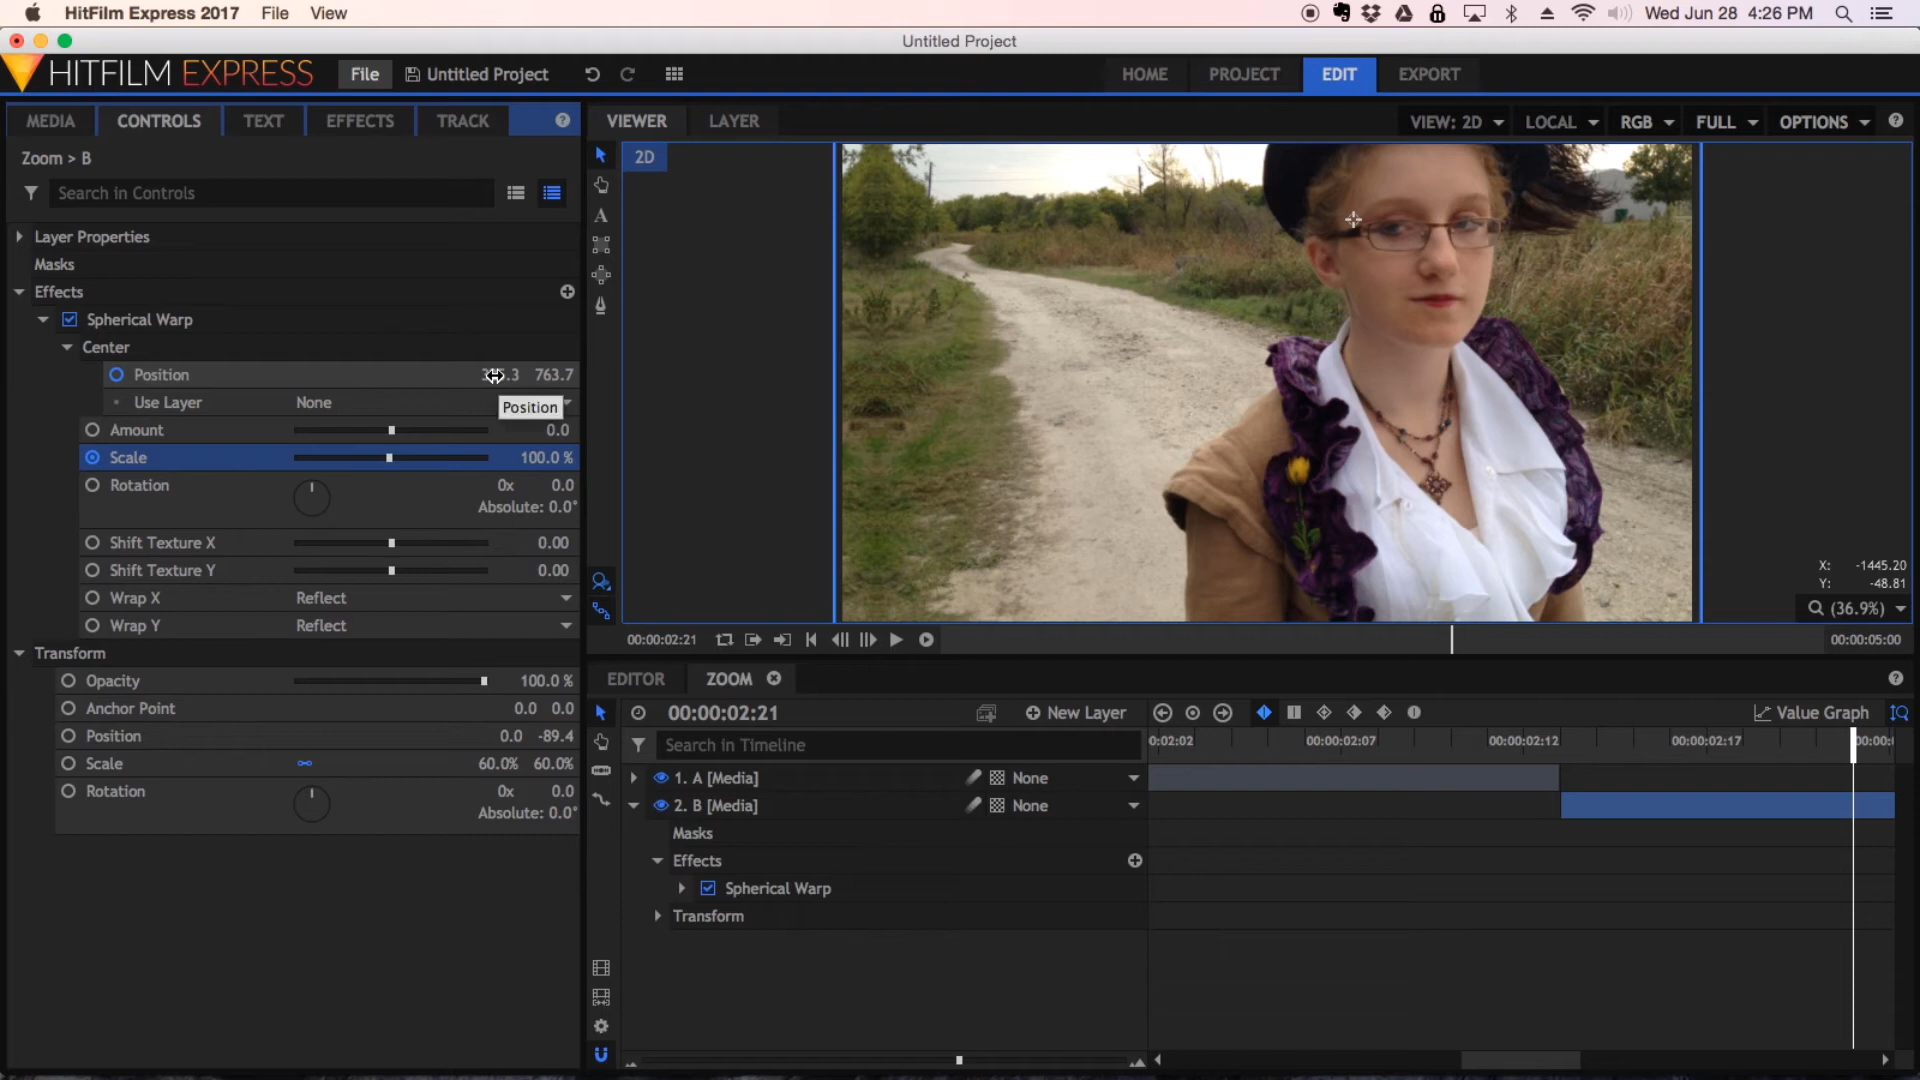 HitFilm Express 2017 File View Wed Jun 28 4:26 PM
Untitled Project
HITFILM EXPRESS File Untitled Project HOME PROJECT EDIT EXPORT
MEDIA CONTROLS TEXT EFFECTS TRACK
VIEWER LAYER VIEW: 2D LOCAL RGB FULL OPTIONS
Zoom > B
2D
Search in Controls
Layer Properties
Masks
Effects
Spherical Warp
Center
Position 763.7
Use Layer None
Position
Amount 0.0
Scale 100.0 %
Rotation 0x 0.0
Absolute: 0.0°
Shift Texture X 0.00
Shift Texture Y 0.00
Wrap X Reflect
Wrap Y Reflect
Transform
Opacity 100.0 %
Anchor Point 0.0 0.0
Position 0.0 -89.4
Scale 60.0% 60.0%
Rotation 0x 0.0
Absolute: 0.0°
X: -1445.20
Y: -48.81
(36.9%)
00:00:02:21 00:00:05:00
EDITOR ZOOM
00:00:02:21 New Layer Value Graph
Search in Timeline
0:02:02 00:00:02:07 00:00:02:12 00:00:02:17
1. A [Media] None
2. B [Media] None
Masks
Effects
Spherical Warp
Transform